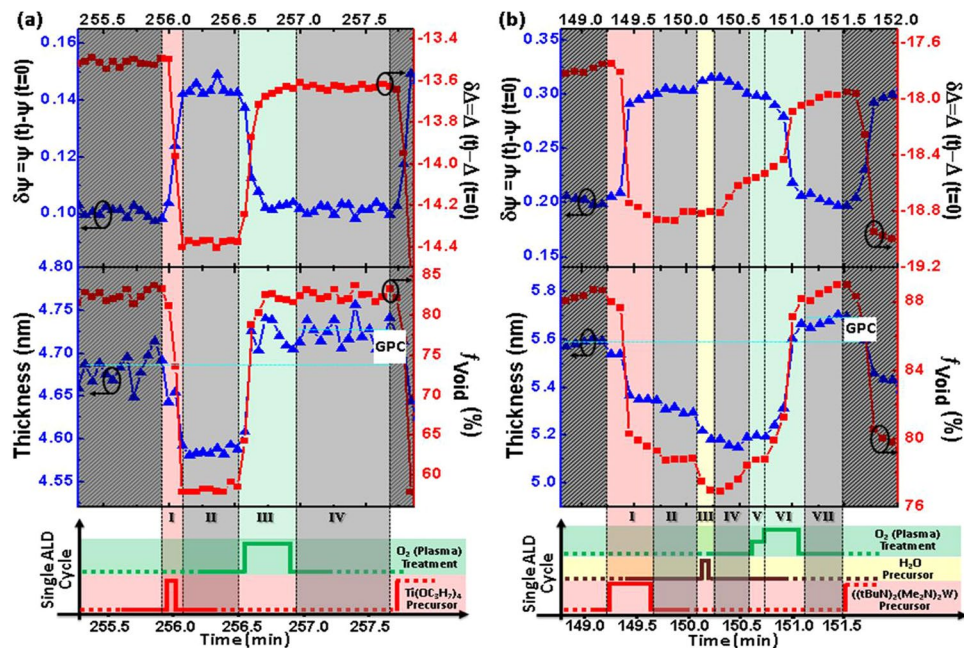 (a)
255.5 256.0 256.5 257.0 257.5
0.16
0.14
0.12
0.10
4.80
δψ =ψ (t)-ψ (t=0)
-13.4
-13.6
-13.8
-14.0
-14.2
-14.4
δΔ=Δ (t)−Δ (t=0)
4.75
4.70
4.65
4.60
4.55
Thickness (nm)
85
80
75
70
65
60
fVoid (%)
GPC
I II III IV
Single ALD Cycle
O2 (Plasma) Treatment
Ti(OC3H7)4 Precursor
255.5 256.0 256.5 257.0 257.5
Time (min)
(b)
149.0 149.5 150.0 150.5 151.0 151.5 152.0
0.35
0.30
0.25
0.20
0.15
δψ = ψ (t)-ψ (t=0)
-17.6
-18.0
-18.4
-18.8
-19.2
δΔ=Δ (t)−Δ (t=0)
5.8
5.6
5.4
5.2
5.0
Thickness (nm)
88
84
80
76
fVoid (%)
GPC
I II III IV V VI VII
Single ALD Cycle
O2 (Plasma) Treatment
H2O Precursor
((tBuN)2(Me2N)2W) Precursor
149.0 149.5 150.0 150.5 151.0 151.5
Time (min)